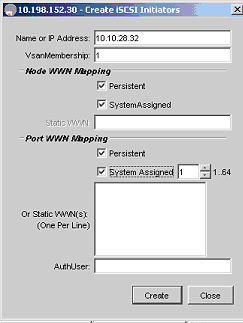 10.198.152.30 - Create iSCSI Initiators
Name or IP Address: 10.10.28.32
VsanMembership: 1
Node WWN Mapping
Persistent
SystemAssigned
Static WWN:
Port WWN Mapping
Persistent
System Assigned 1 1..64
Or Static WWN(s):
(One Per Line)
AuthUser:
Create Close